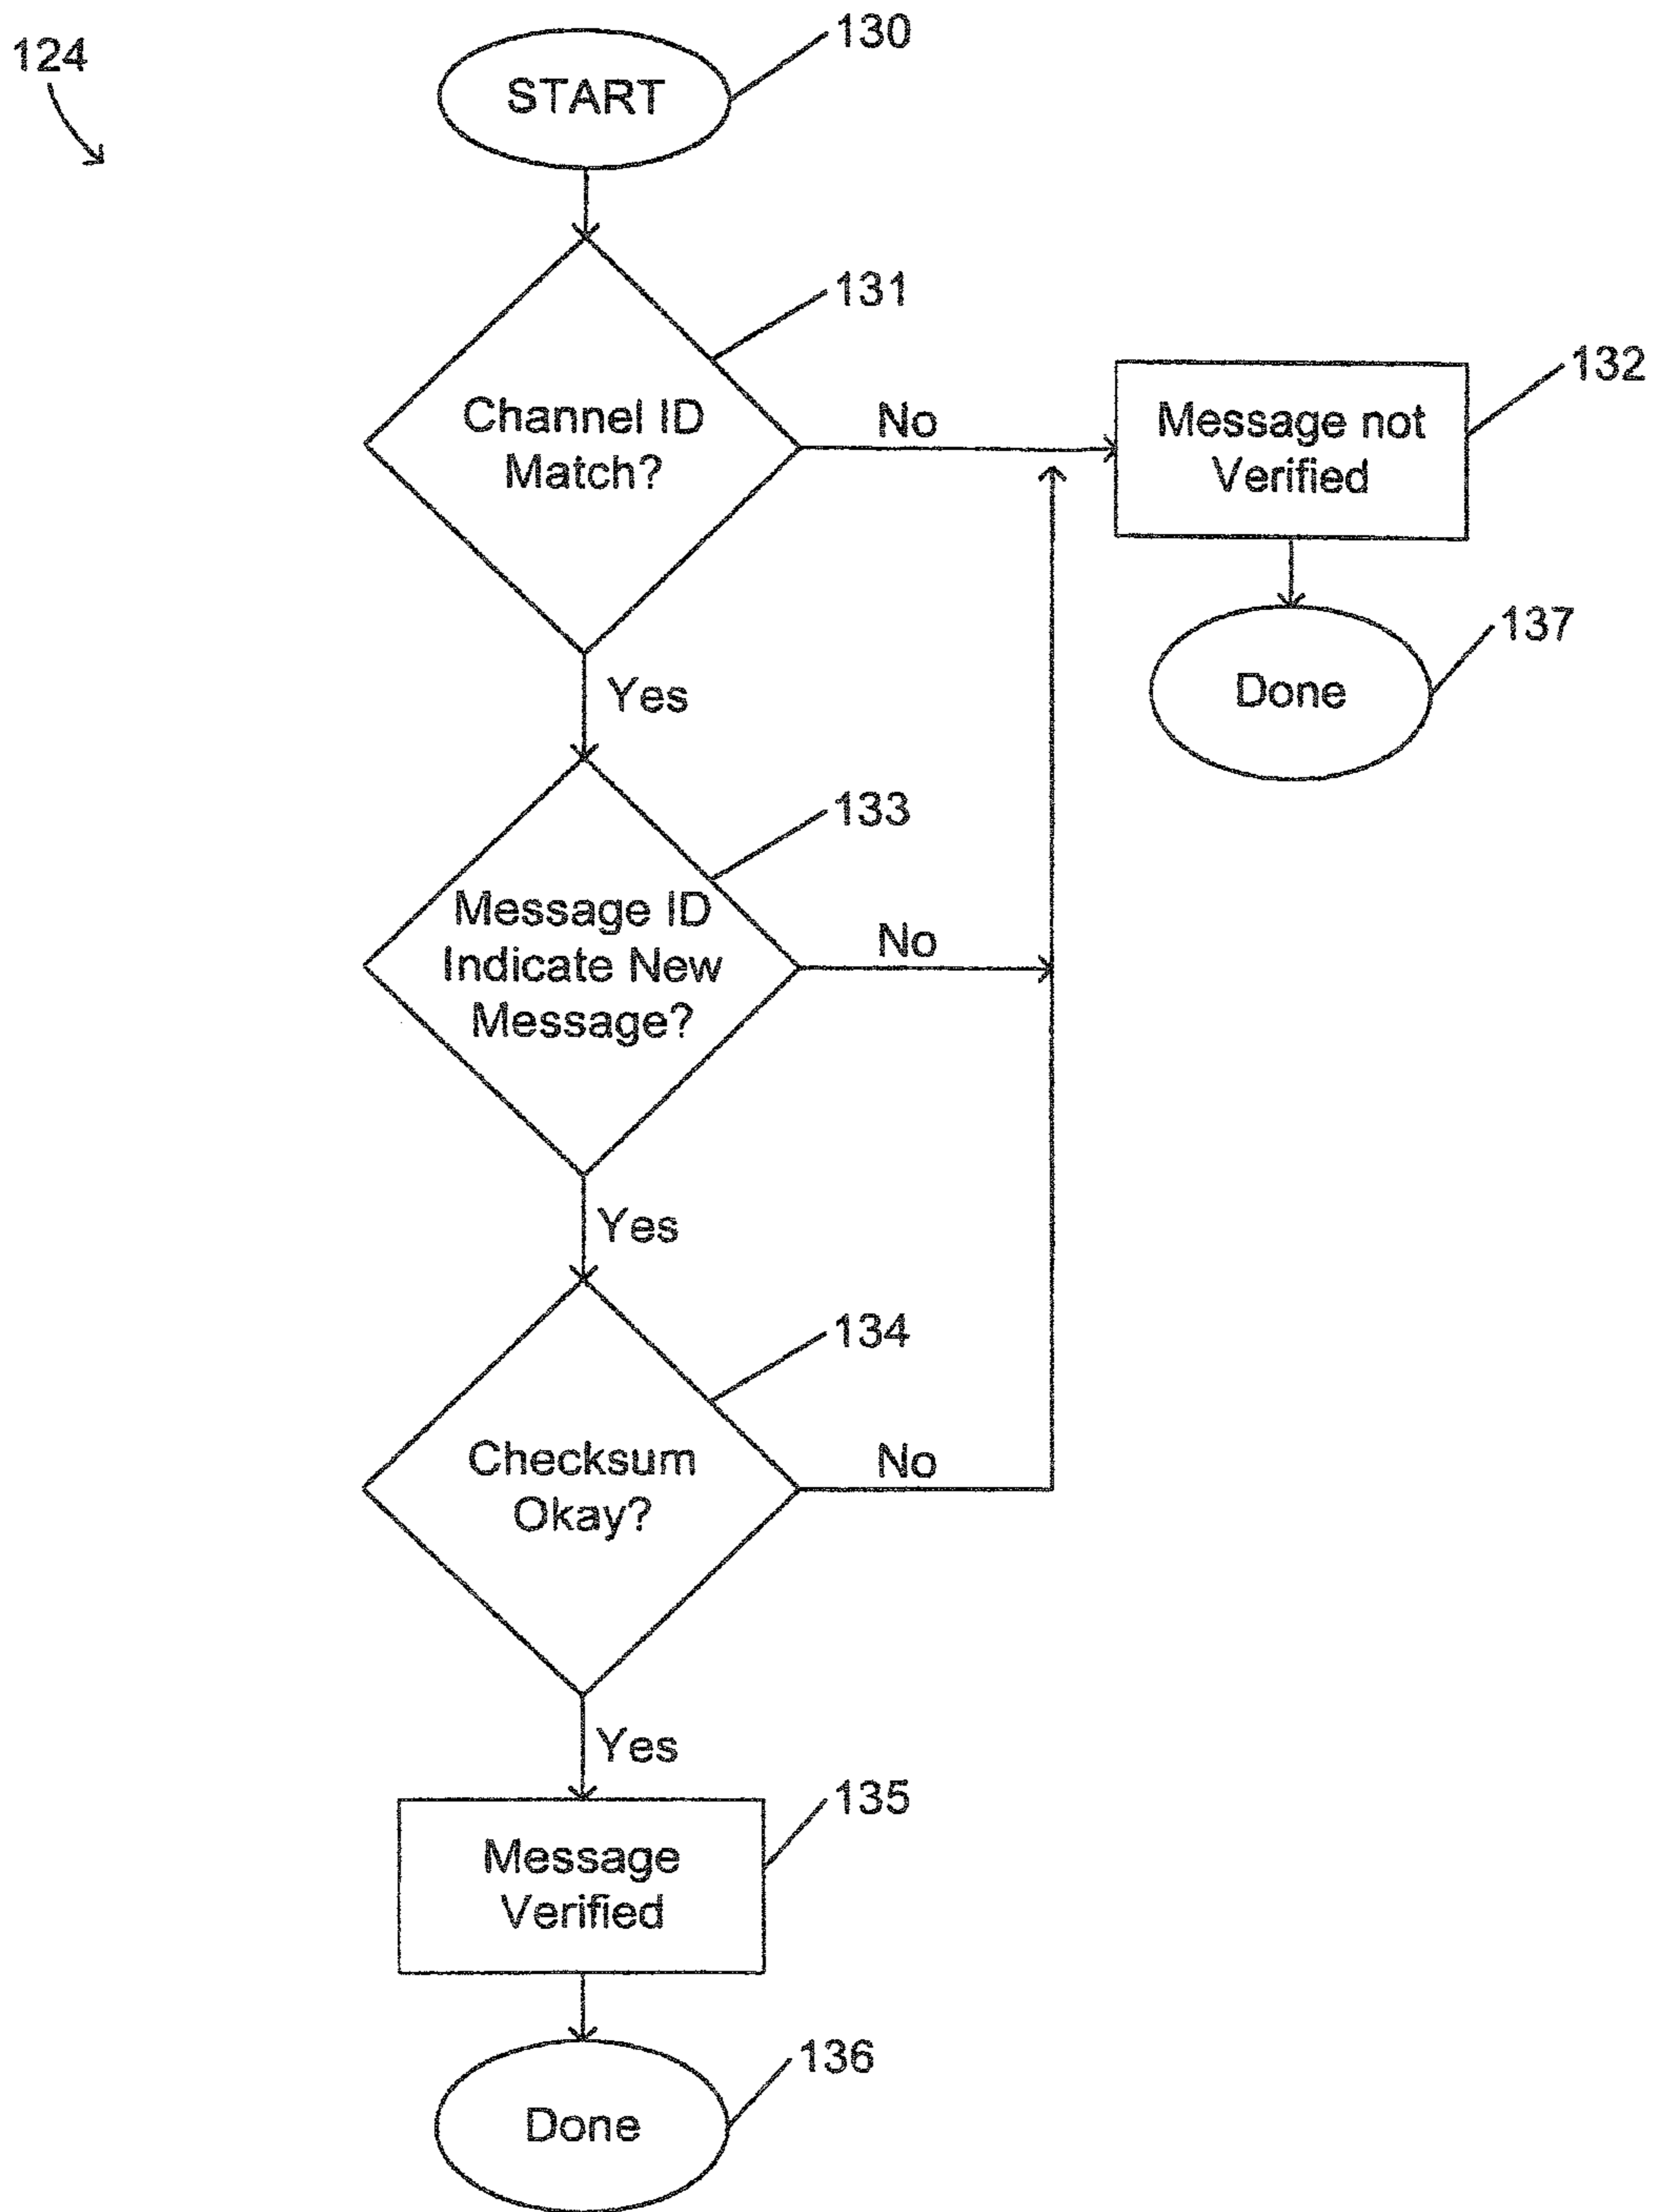 124
START
130
Channel ID
Match?
131
No
Message not
Verified
132
Done
137
Yes
Message ID
Indicate New
Message?
133
No
Yes
Checksum
Okay?
134
No
Yes
Message
Verified
135
Done
136